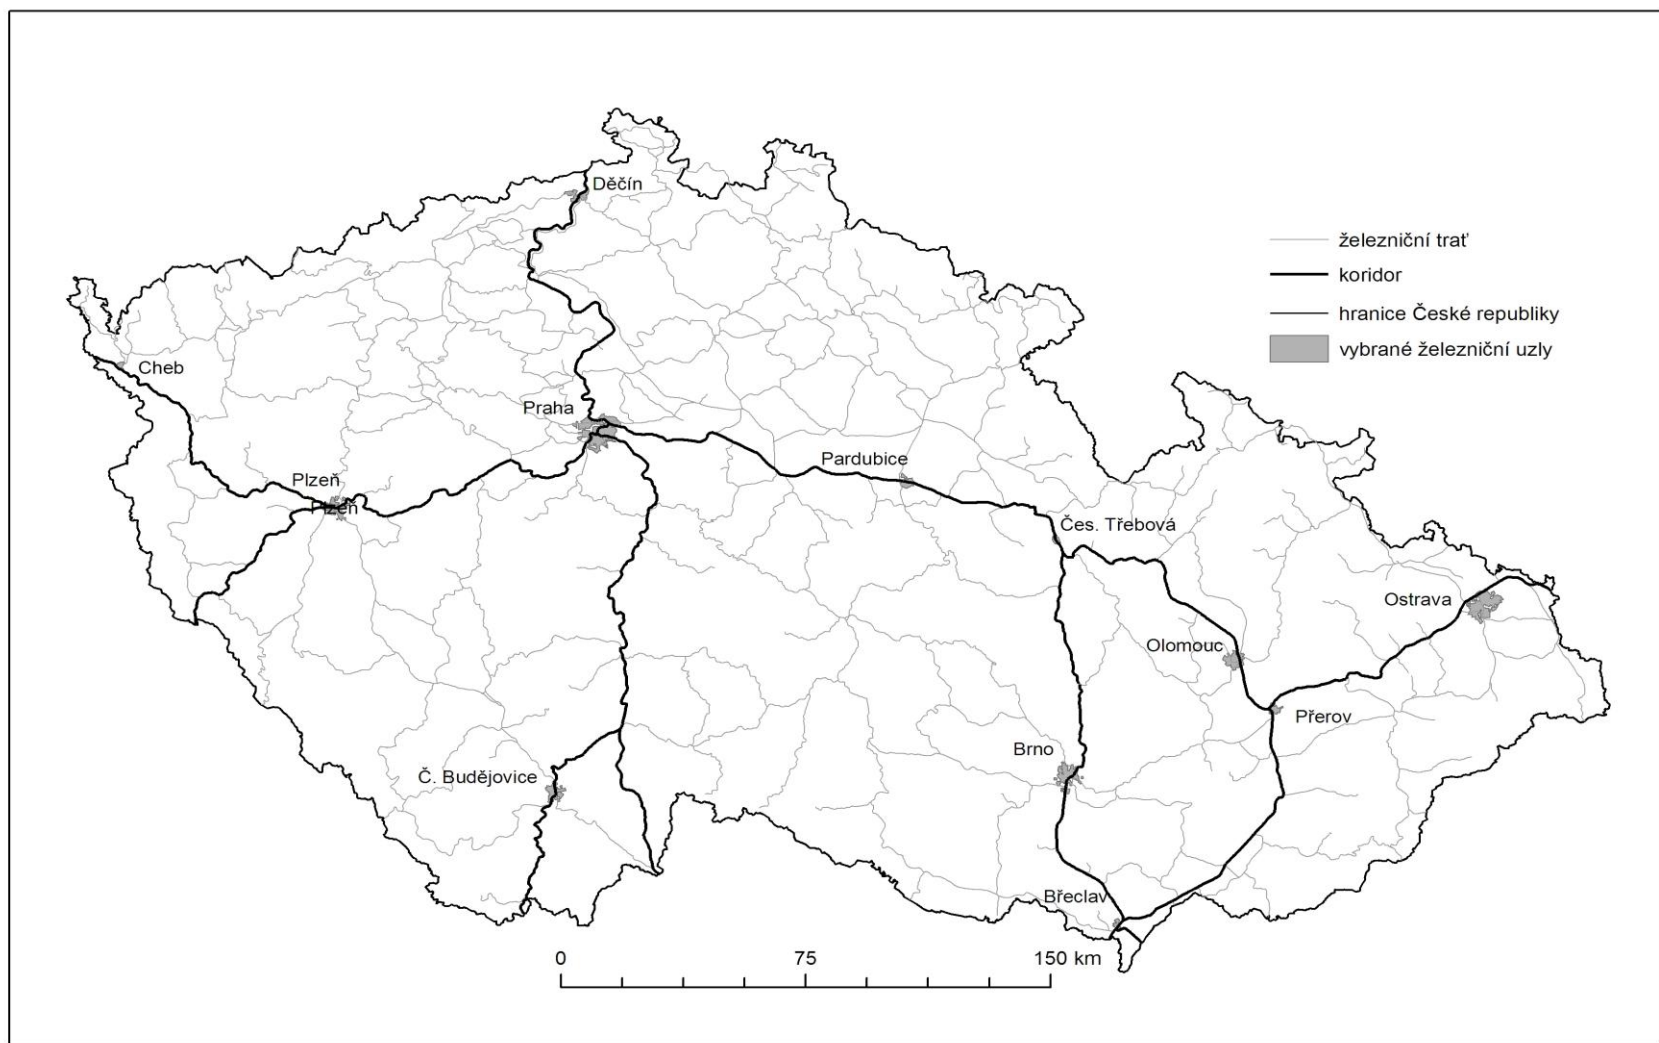 Děčín
železniční trať
koridor
hranice České republiky
vybrané železniční uzly
Cheb
Praha
Pardubice
Plzeň
Plzeň
Čes. Třebová
Ostrava
Olomouc
Přerov
Brno
Č. Budějovice
Břeclav
0 75 150 km